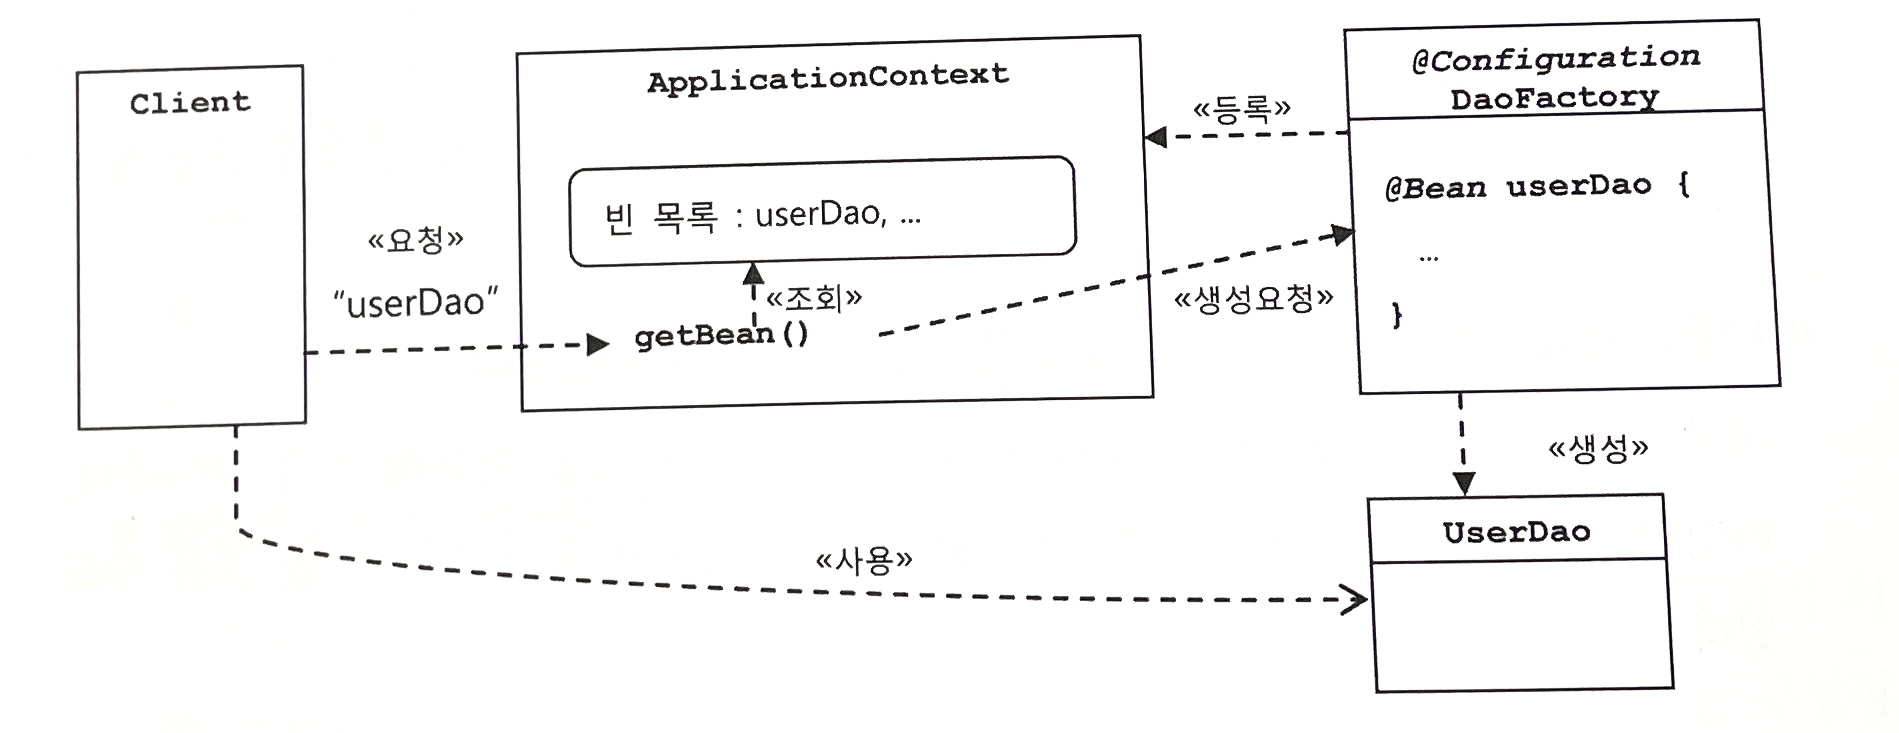 Client
«요청»
“userDao”
ApplicationContext
빈 목록 : userDao, ...
«조회»
getBean()
«등록»
«생성요청»
@Configuration
DaoFactory
@Bean userDao {
...
}
«생성»
UserDao
«사용»